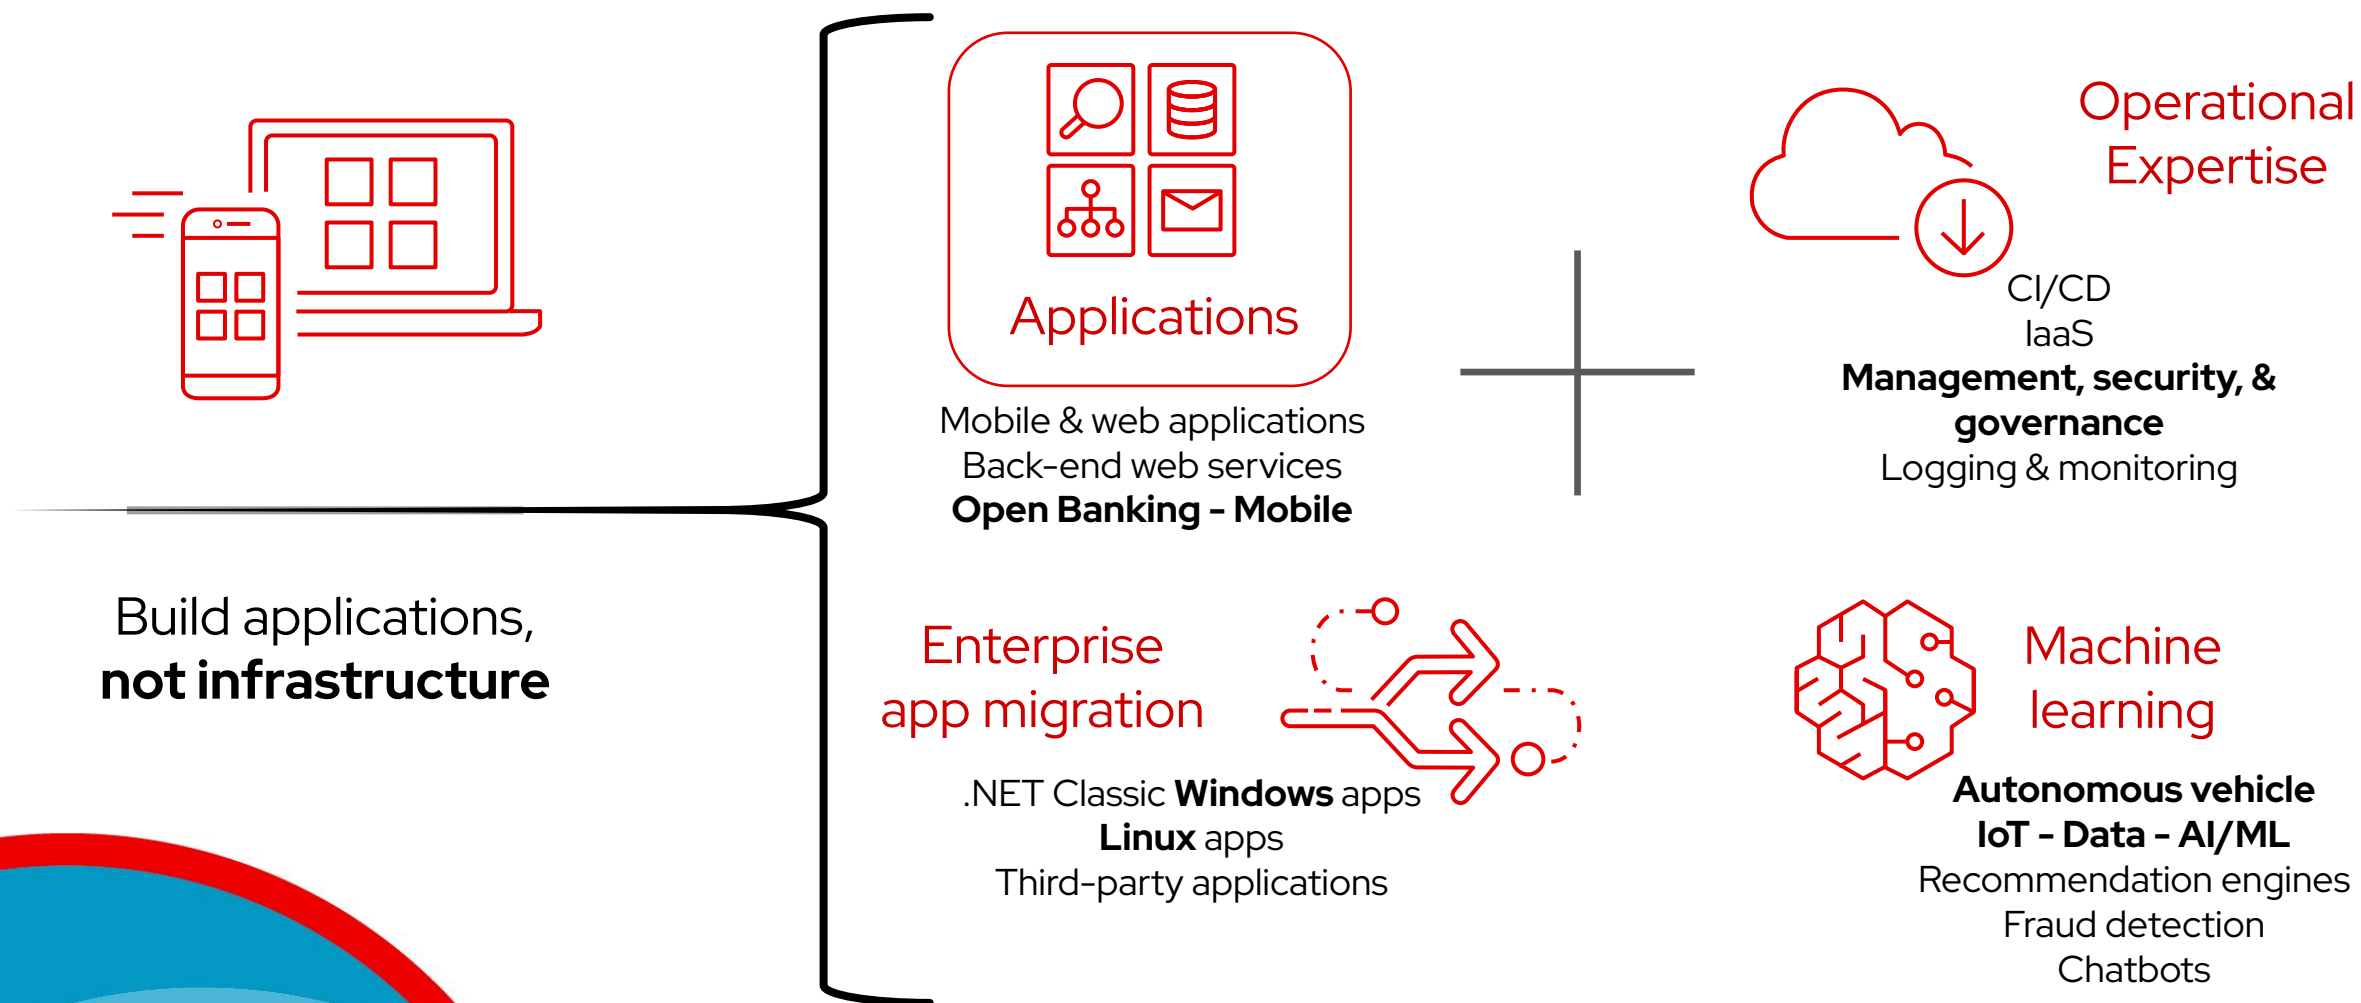 Build applications,
not infrastructure
Applications
Mobile & web applications
Back-end web services
Open Banking - Mobile
Operational
Expertise
CI/CD
IaaS
Management, security, &
governance
Logging & monitoring
Enterprise
app migration
.NET Classic Windows apps
Linux apps
Third-party applications
Machine
learning
Autonomous vehicle
IoT - Data - AI/ML
Recommendation engines
Fraud detection
Chatbots